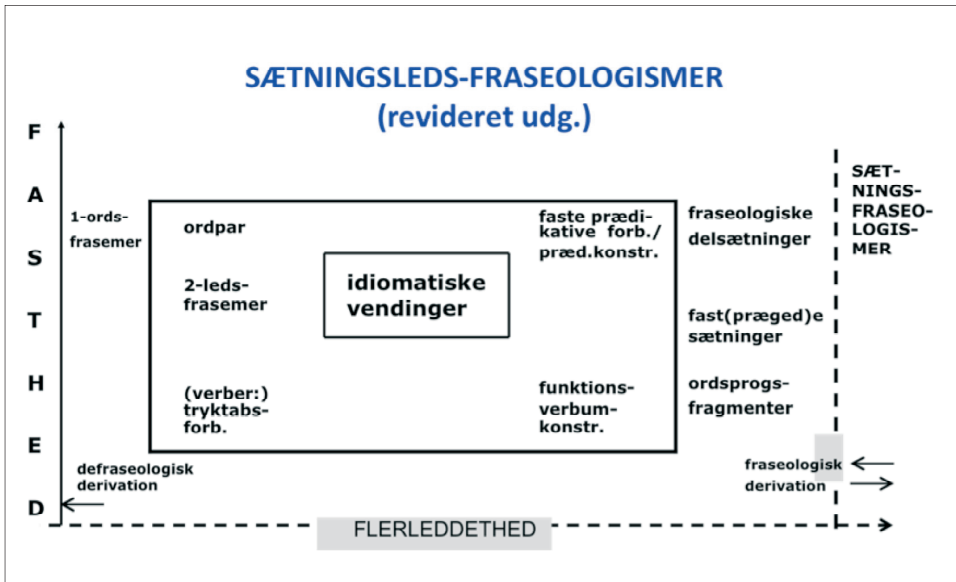 SÆTNINGSLEDS-FRASEOLOGISMER
(revideret udg.)
F
A
S
T
H
E
D
1-ords-
frasemer
ordpar
2-leds-
frasemer
(verber:)
tryktabs-
forb.
idiomatiske
vendinger
faste prædi-
kative forb./
præd.konstr.
funktions-
verbum-
konstr.
fraseologiske
delsætninger
fast(præged)e
sætninger
ordsprogs-
fragmenter
SÆT-
NINGS-
FRASEO-
LOGIS-
MER
defraseologisk
derivation
fraseologisk
derivation
FLERLEDDETHED